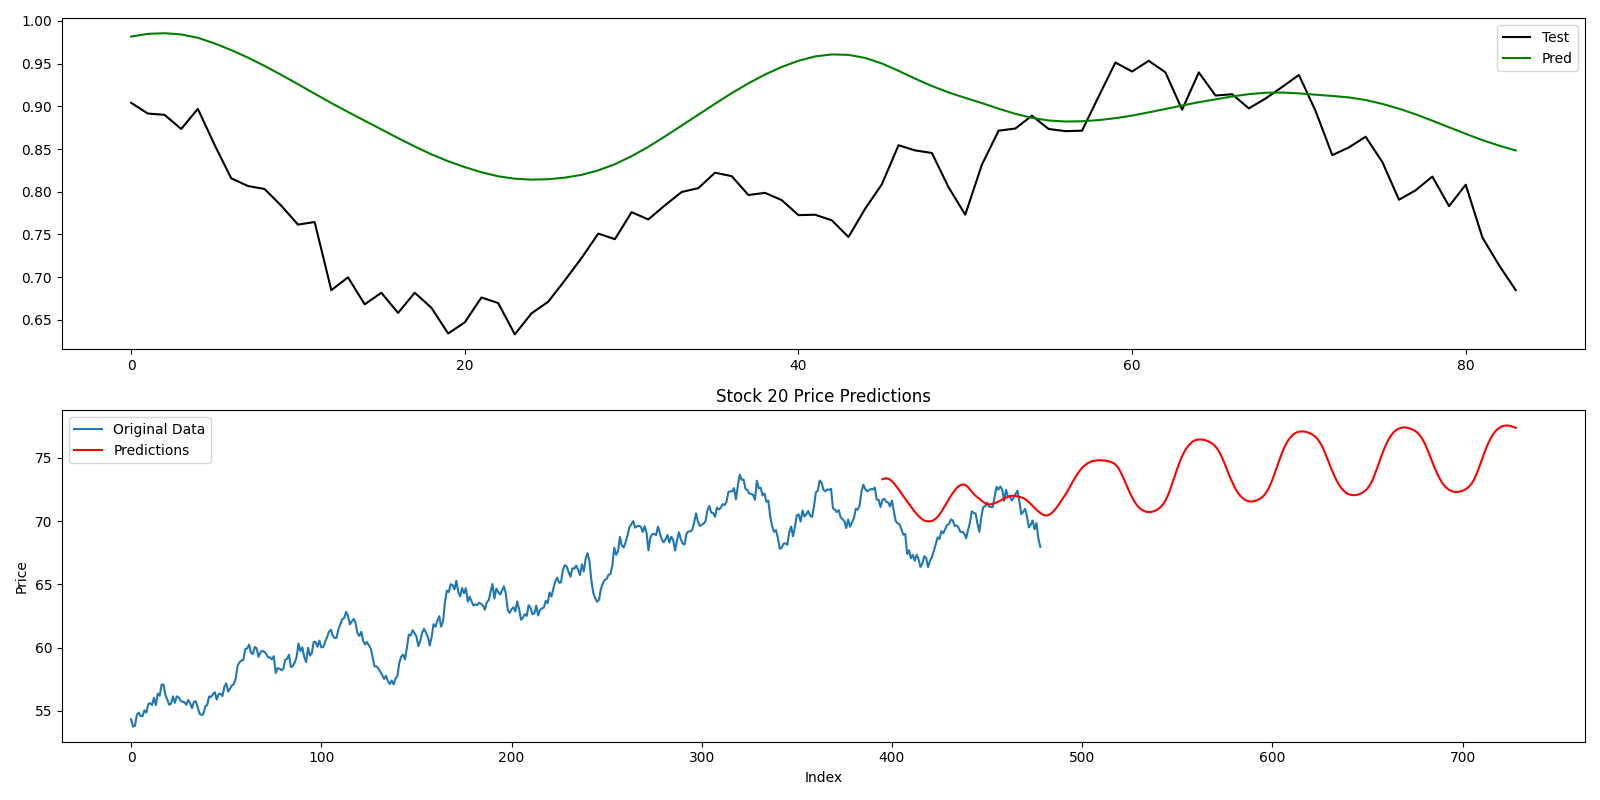 1.00
0.95
0.90
0.85
0.80
0.75
0.70
0.65
Test
Pred
0 20 40 60 80
Stock 20 Price Predictions
Original Data
Predictions
Price
75
70
65
60
55
0 100 200 300 400 500 600 700
Index